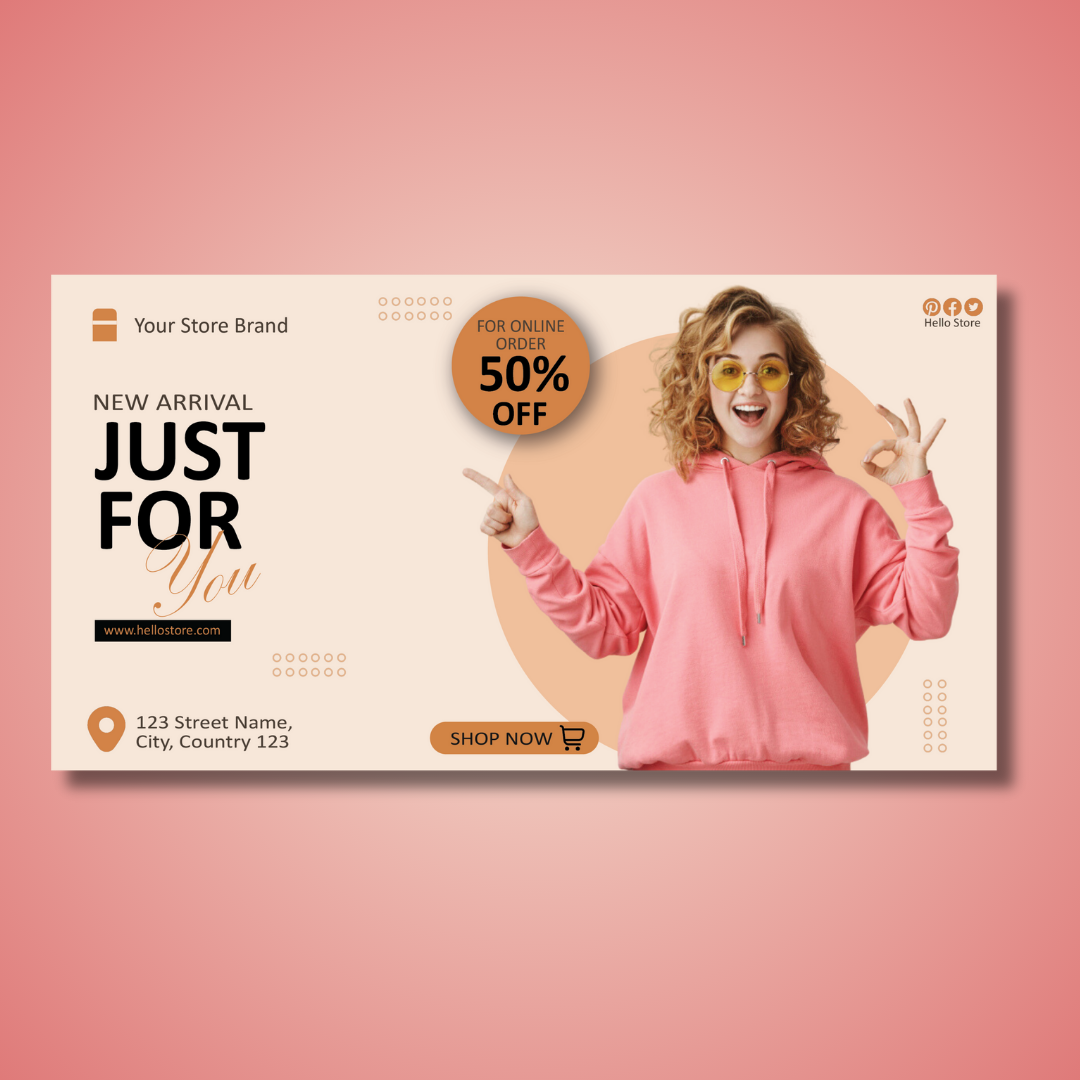 Your Store Brand
NEW ARRIVAL
JUST
FOR
You
www.hellostore.com
123 Street Name,
City, Country 123
FOR ONLINE
ORDER
50%
OFF
SHOP NOW
Hello Store